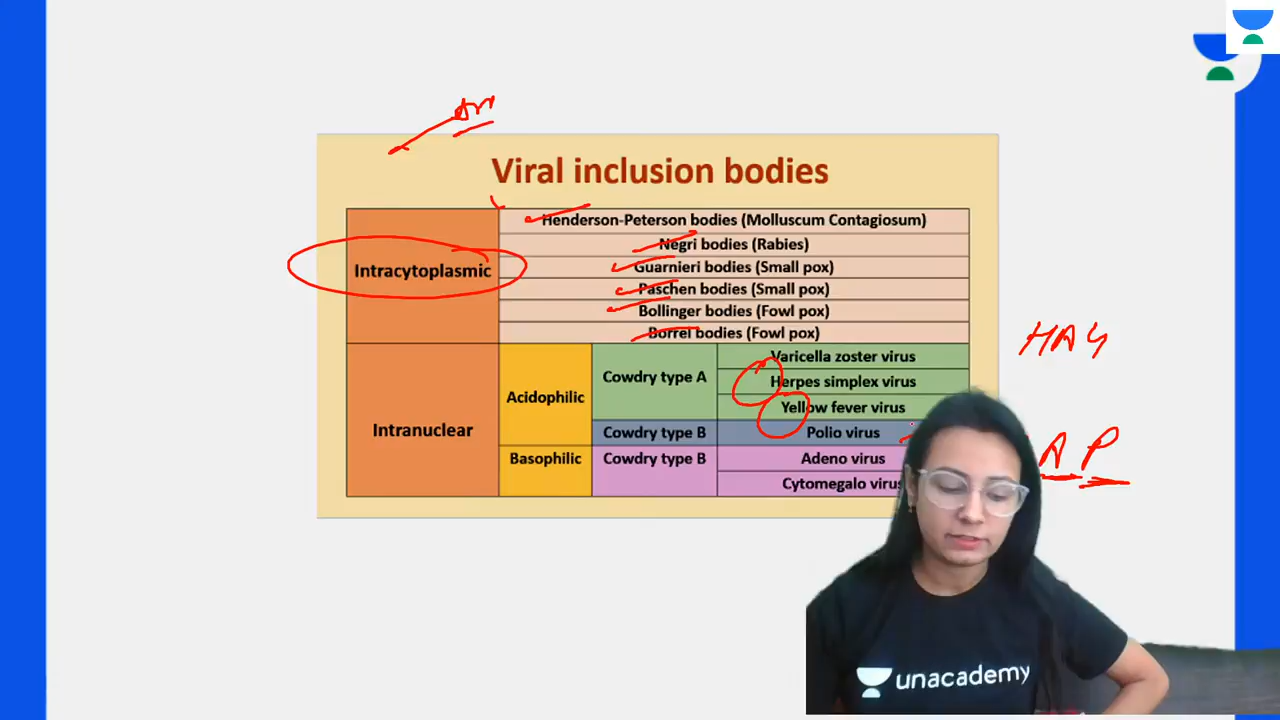 Viral inclusion bodies
Intracytoplasmic
Henderson-Peterson bodies (Molluscum Contagiosum)
Negri bodies (Rabies)
Guarnieri bodies (Small pox)
Paschen bodies (Small pox)
Bollinger bodies (Fowl pox)
Borrel bodies (Fowl pox)
Intranuclear
Acidophilic
Cowdry type A
Varicella zoster virus
Herpes simplex virus
Yellow fever virus
Cowdry type B
Polio virus
Basophilic
Cowdry type B
Adeno virus
Cytomegalo virus
A P
unacademy